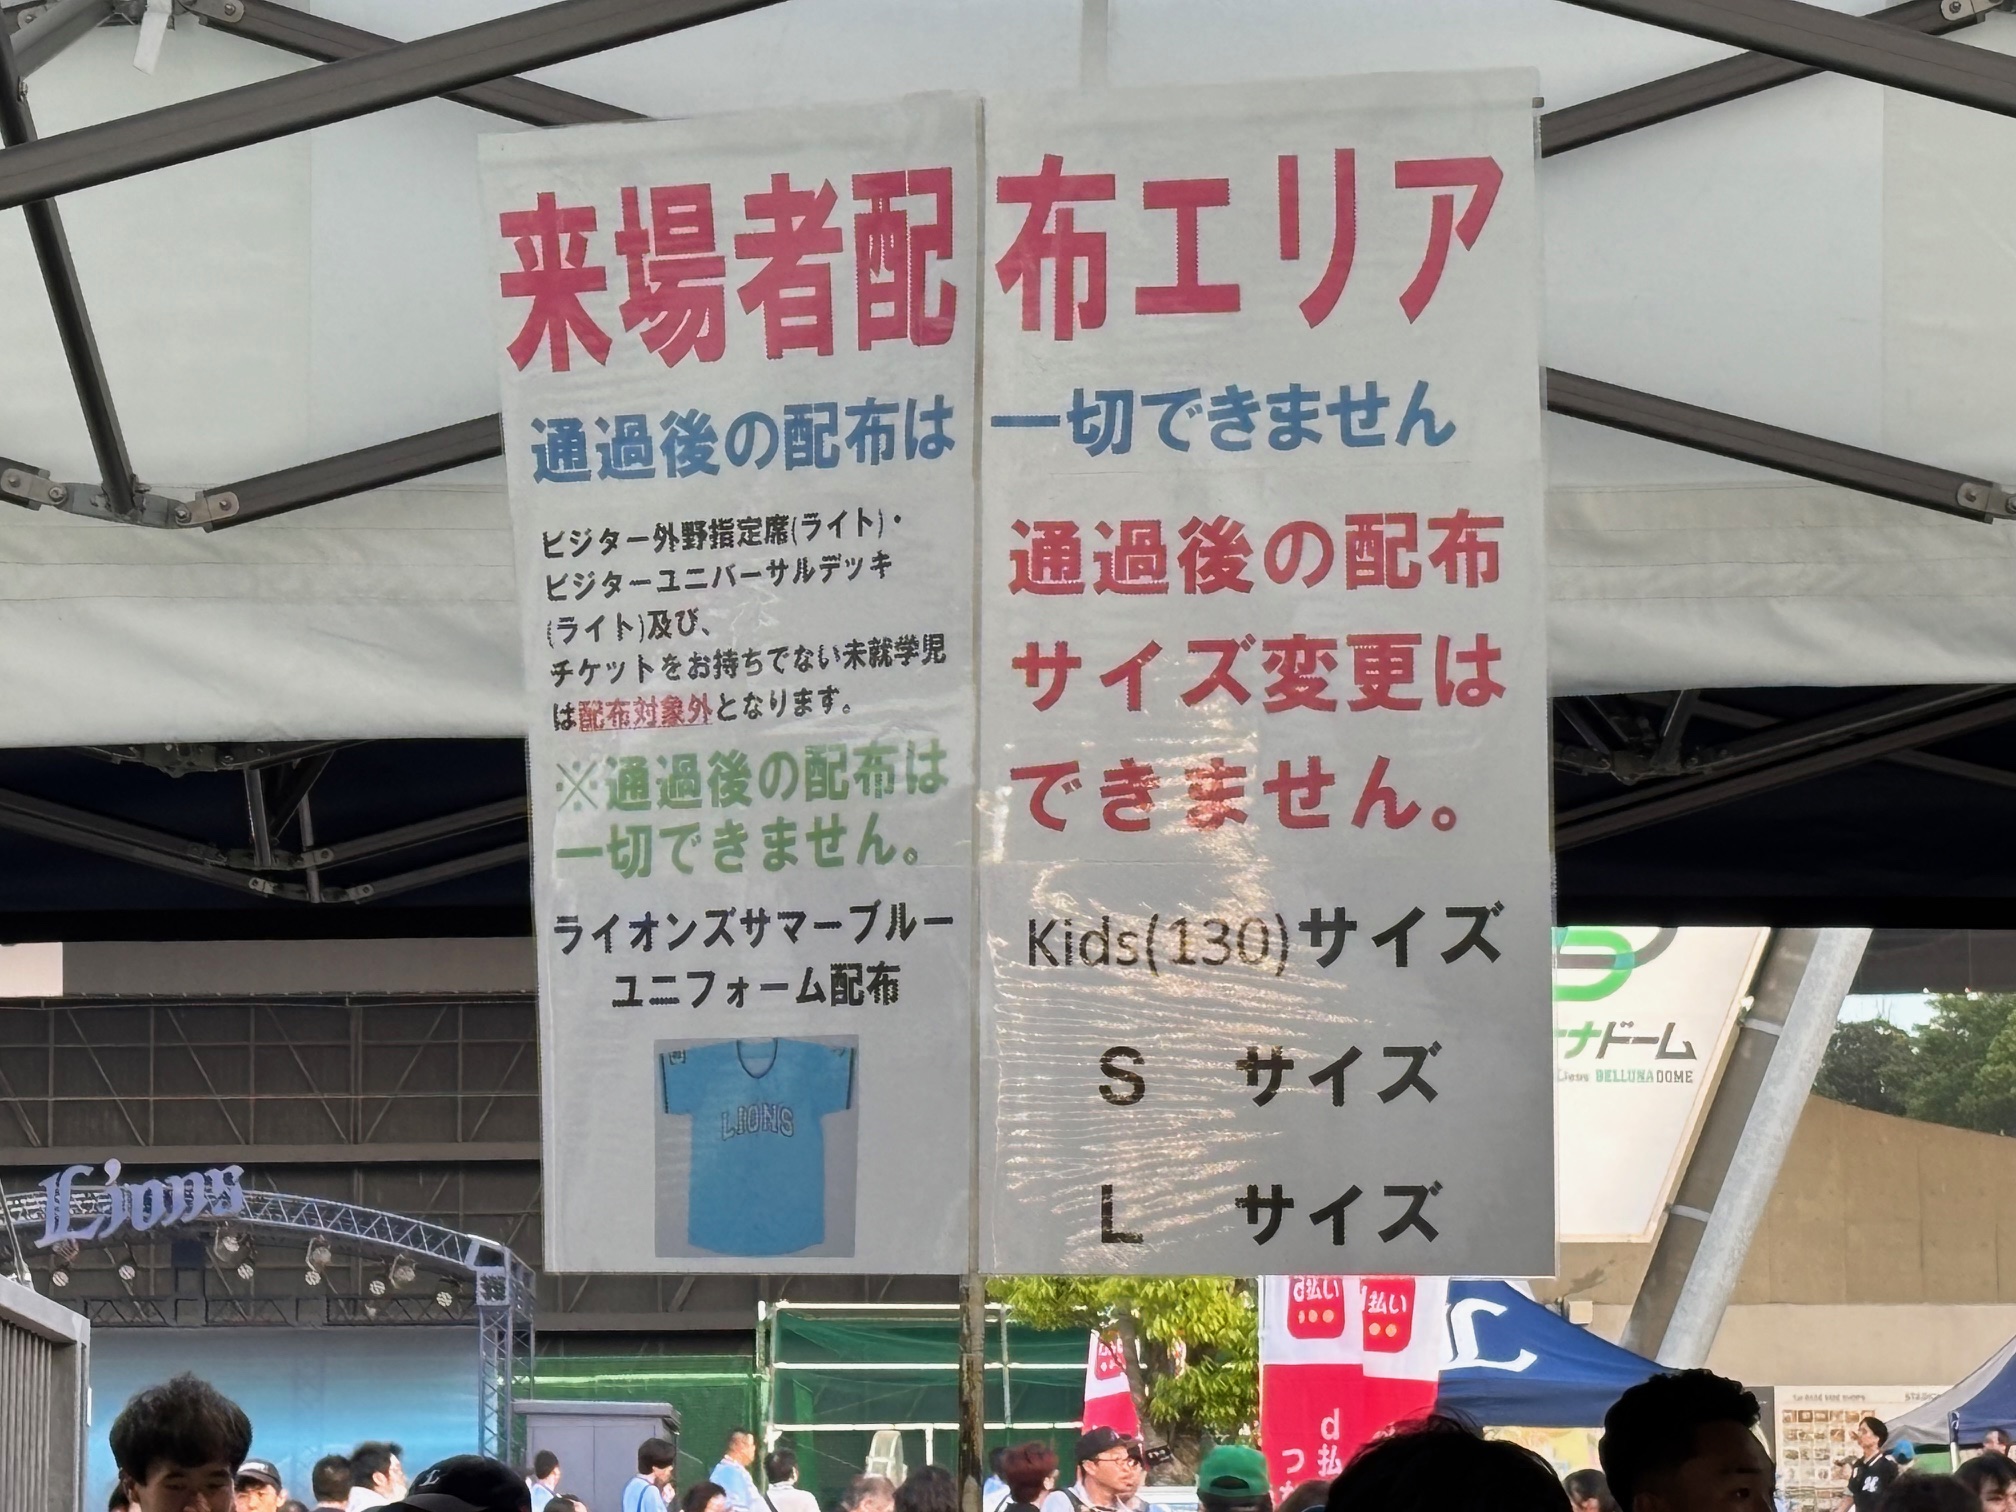 来場者配布エリア
通過後の配布は一切できません
ビジター外野指定席(ライト)・
ビジターユニバーサルデッキ
(ライト)及び、
チケットをお持ちでない未就学児
は配布対象外となります。
※通過後の配布は
一切できません。
ライオンズサマーブルー
ユニフォーム配布
LIONS
通過後の配布
サイズ変更は
できません。
Kids(130)サイズ
S サイズ
L サイズ
Lions
ナドーム
BELLUNA DOME
d払い
払い
d
払
つ
L